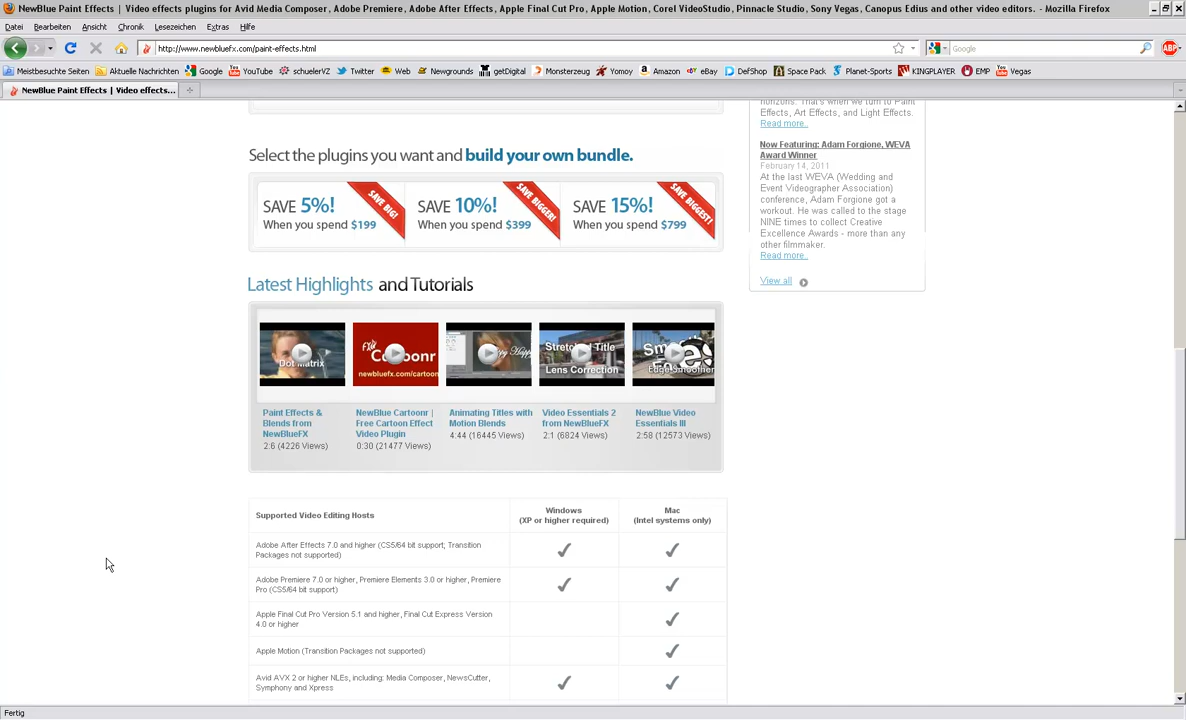 NewBlue Paint Effects | Video effects plugins for Avid Media Composer, Adobe Premiere, Adobe After Effects, Apple Final Cut Pro, Apple Motion, Corel VideoStudio, Pinnacle Studio, Sony Vegas, Canopus Edius and other video editors. - Mozilla Firefox
Datei Bearbeiten Ansicht Chronik Lesezeichen Extras Hilfe
http://www.newbluefx.com/paint-effects.html Google ABP
Meistbesuchte Seiten Aktuelle Nachrichten Google YouTube schuelerVZ Twitter Web Newgrounds getDigital Monsterzeug Yomoy Amazon eBay DefShop Space Pack Planet-Sports KINGPLAYER EMP Vegas
NewBlue Paint Effects | Video effects...
horizons. That's when we turn to Paint
Effects, Art Effects, and Light Effects.
Read more..
Now Featuring: Adam Forgione, WEVA
Award Winner
February 14, 2011
At the last WEVA (Wedding and
Event Videographer Association)
conference, Adam Forgione got a
workout. He was called to the stage
NINE times to collect Creative
Excellence Awards - more than any
other filmmaker.
Read more..
View all
Select the plugins you want and build your own bundle.
SAVE 5%!
When you spend $199
SAVE BIG!
SAVE 10%!
When you spend $399
SAVE BIGGER!
SAVE 15%!
When you spend $799
SAVE BIGGEST!
Latest Highlights and Tutorials
Dot Matrix
newbluefx.com/cartoon
Stretched Title
Lens Correction
Edge Smoother
Paint Effects &
Blends from
NewBlueFX
2:6 (4226 Views)
NewBlue Cartoonr |
Free Cartoon Effect
Video Plugin
0:30 (21477 Views)
Animating Titles with
Motion Blends
4:44 (16445 Views)
Video Essentials 2
from NewBlueFX
2:1 (6824 Views)
NewBlue Video
Essentials III
2:58 (12573 Views)
Supported Video Editing Hosts
Windows
(XP or higher required)
Mac
(Intel systems only)
Adobe After Effects 7.0 and higher (CS5/64 bit support; Transition
Packages not supported)
Adobe Premiere 7.0 or higher, Premiere Elements 3.0 or higher, Premiere
Pro (CS5/64 bit support)
Apple Final Cut Pro Version 5.1 and higher, Final Cut Express Version
4.0 or higher
Apple Motion (Transition Packages not supported)
Avid AVX 2 or higher NLEs, including: Media Composer, NewsCutter,
Symphony and Xpress
Fertig